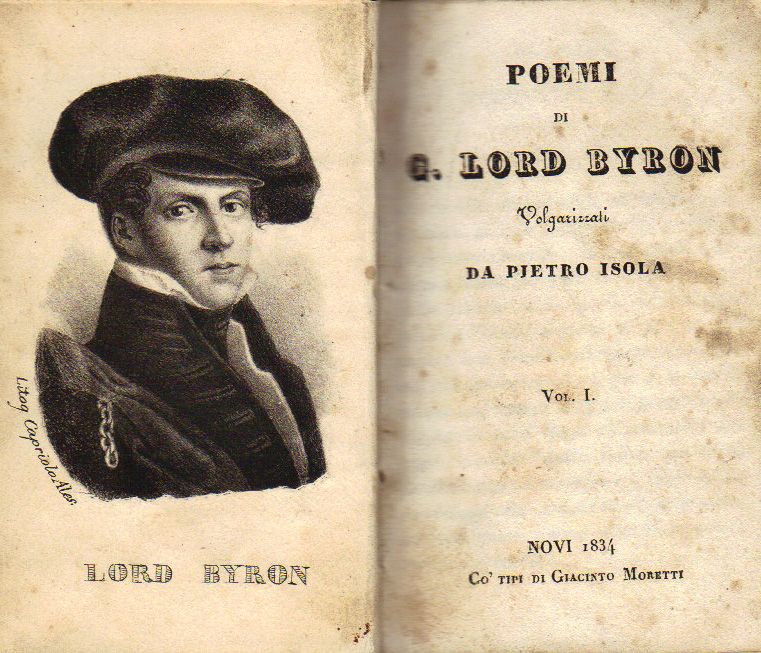 Litog Capriolo Ales.
LORD BYRON
POEMI
DI
G. LORD BYRON
Volgarizzati
DA PIETRO ISOLA
VOL. I.
NOVI 1834
CO' TIPI DI GIACINTO MORETTI